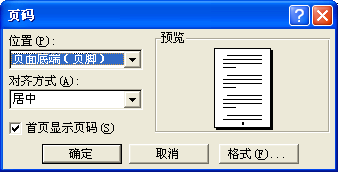 页码
位置(P):
页面底端(页脚)
对齐方式(A):
居中
首页显示页码(S)
预览
确定
取消
格式(F)...